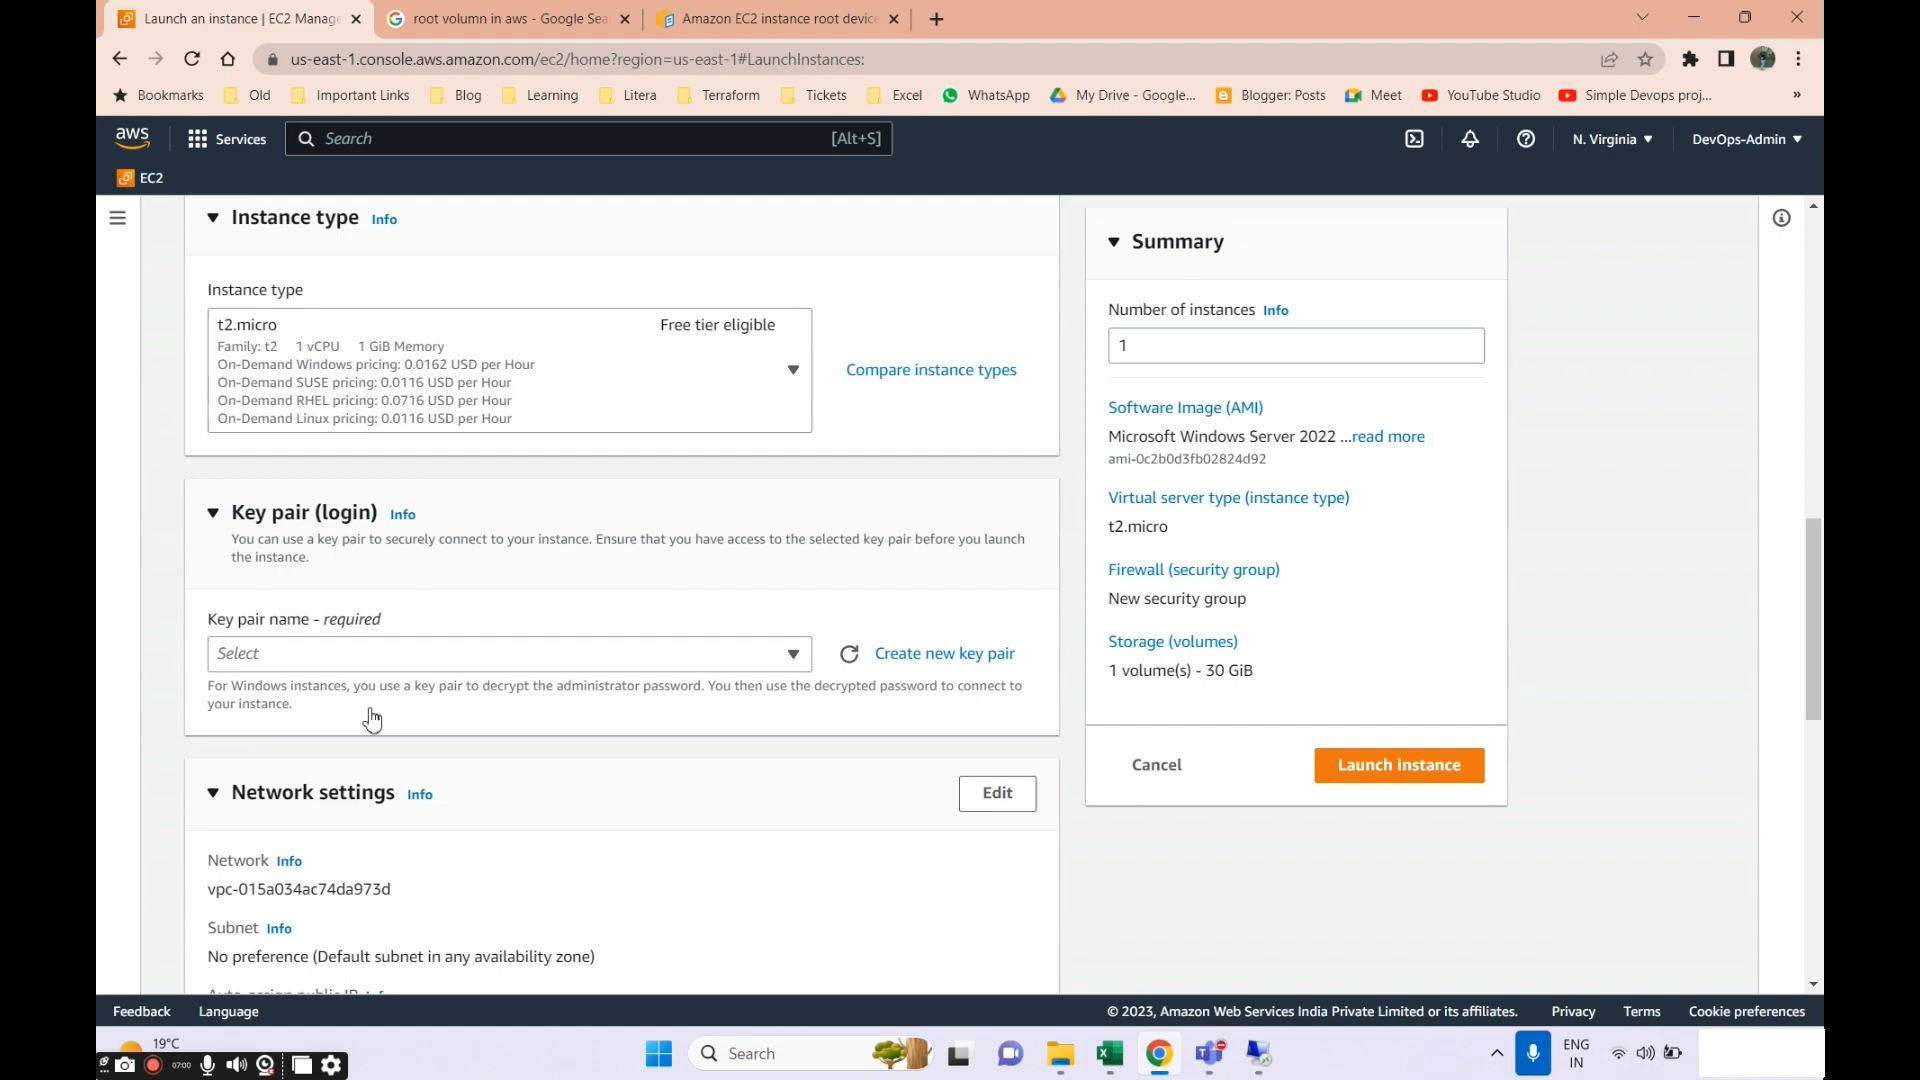 Launch an instance | EC2 Manage
root volumn in aws - Google Sea
Amazon EC2 instance root device
us-east-1.console.aws.amazon.com/ec2/home?region=us-east-1#LaunchInstances:
Bookmarks
Old
Important Links
Blog
Learning
Litera
Terraform
Tickets
Excel
WhatsApp
My Drive - Google...
Blogger: Posts
Meet
YouTube Studio
Simple Devops proj...
»
aws
Services
Search
[Alt+S]
N. Virginia
DevOps-Admin
EC2
Instance type Info
Instance type
t2.micro
Free tier eligible
Family: t2 1 vCPU 1 GiB Memory
On-Demand Windows pricing: 0.0162 USD per Hour
On-Demand SUSE pricing: 0.0116 USD per Hour
On-Demand RHEL pricing: 0.0716 USD per Hour
On-Demand Linux pricing: 0.0116 USD per Hour
Compare instance types
Key pair (login) Info
You can use a key pair to securely connect to your instance. Ensure that you have access to the selected key pair before you launch
the instance.
Key pair name - required
Select
Create new key pair
For Windows instances, you use a key pair to decrypt the administrator password. You then use the decrypted password to connect to
your instance.
Network settings Info
Edit
Network Info
vpc-015a034ac74da973d
Subnet Info
No preference (Default subnet in any availability zone)
Summary
Number of instances Info
1
Software Image (AMI)
Microsoft Windows Server 2022 ...read more
ami-0c2b0d3fb02824d92
Virtual server type (instance type)
t2.micro
Firewall (security group)
New security group
Storage (volumes)
1 volume(s) - 30 GiB
Cancel
Launch instance
Feedback
Language
© 2023, Amazon Web Services India Private Limited or its affiliates.
Privacy
Terms
Cookie preferences
19°C
07:00
Search
ENG
IN